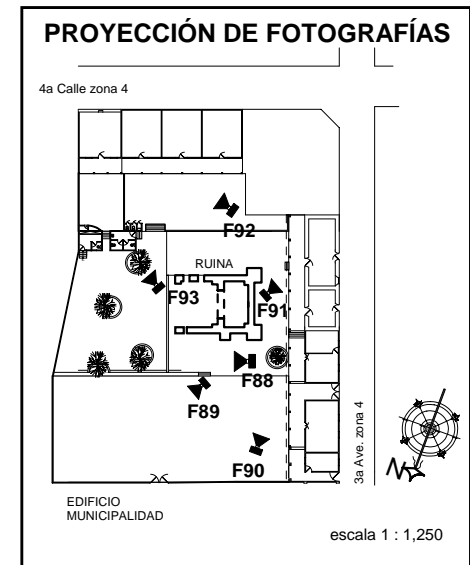 PROYECCIÓN DE FOTOGRAFÍAS
4a Calle zona 4
F92
RUINA
F93
F91
F88
F89
F90
3a Ave. zona 4
N
EDIFICIO
MUNICIPALIDAD
escala 1 : 1,250